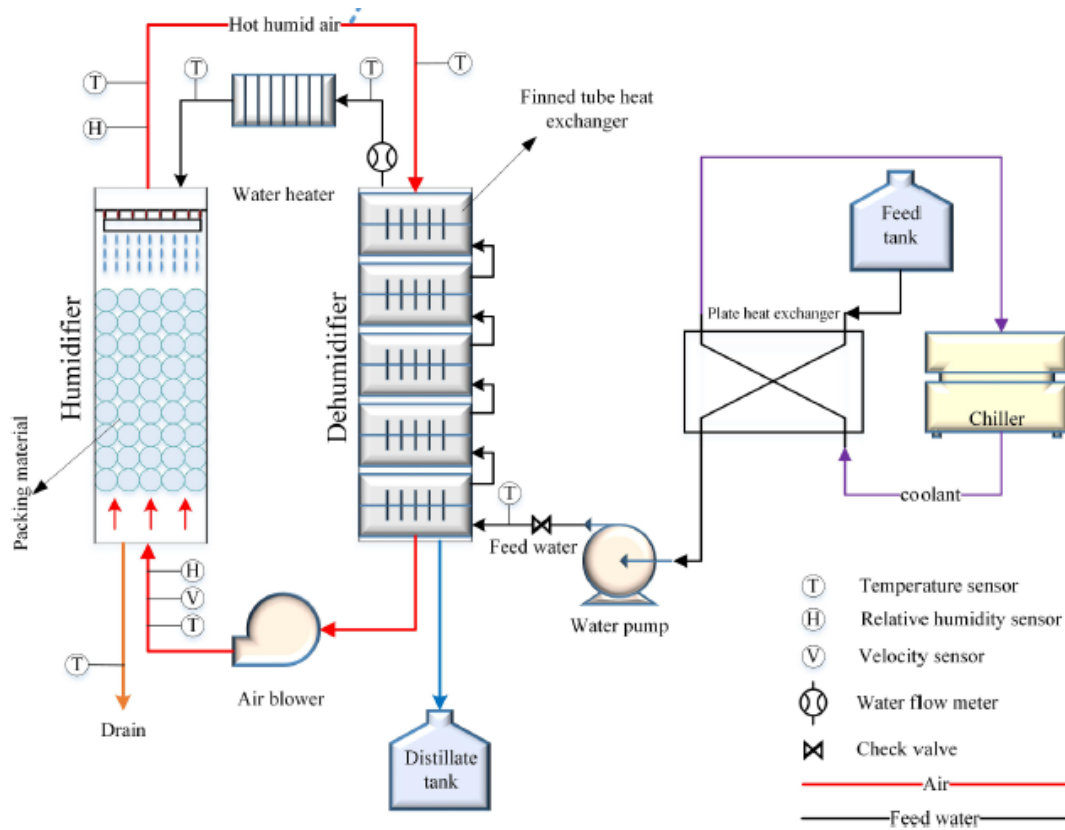 Hot humid air
T
T
T
T
H
Finned tube heat
exchanger
Water heater
Feed
tank
Plate heat exchanger
Humidifier
Dehumidifier
Chiller
Packing material
coolant
T
Feed water
H
V
T
T
Water pump
Air blower
Drain
Distillate
tank
T Temperature sensor
H Relative humidity sensor
V Velocity sensor
Water flow meter
Check valve
Air
Feed water